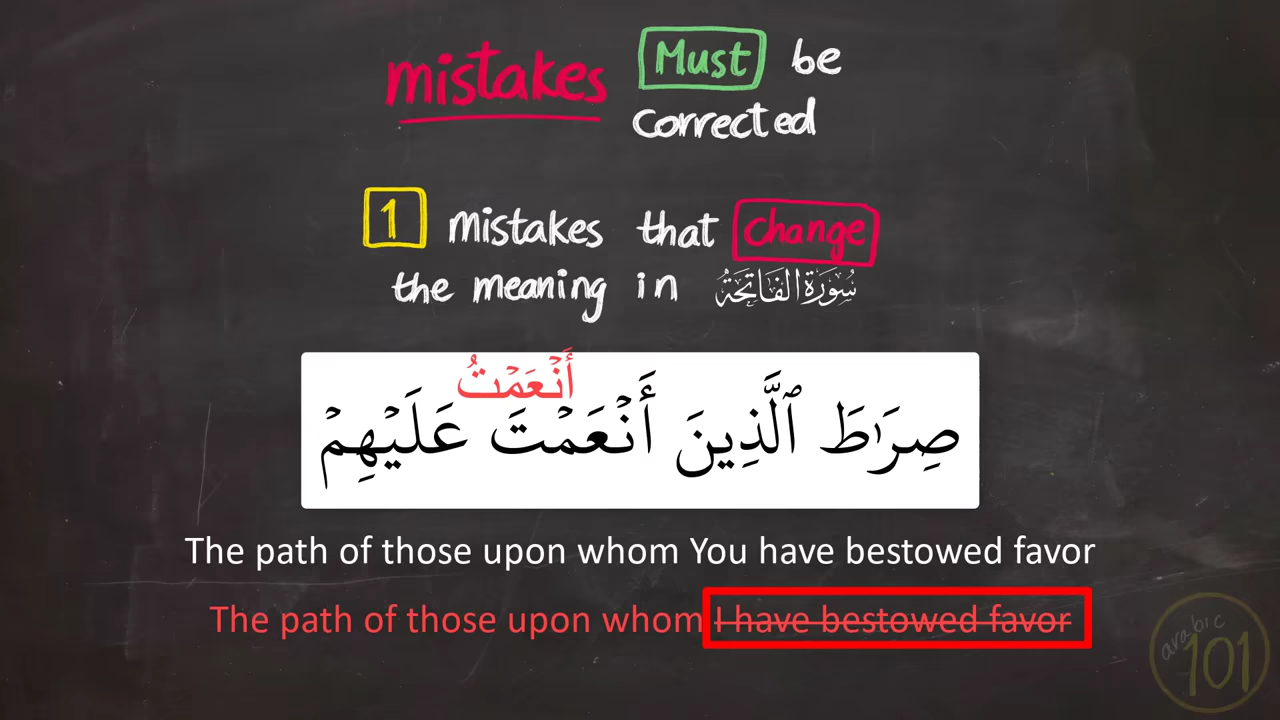 mistakes Must be
corrected
1 mistakes that change
the meaning in سُورَةُ الفَاتِحَةُ
أَنْعَمْتُ
صِرَٰطَ ٱلَّذِينَ أَنْعَمْتَ عَلَيْهِمْ
The path of those upon whom You have bestowed favor
The path of those upon whom I have bestowed favor
arabic
101